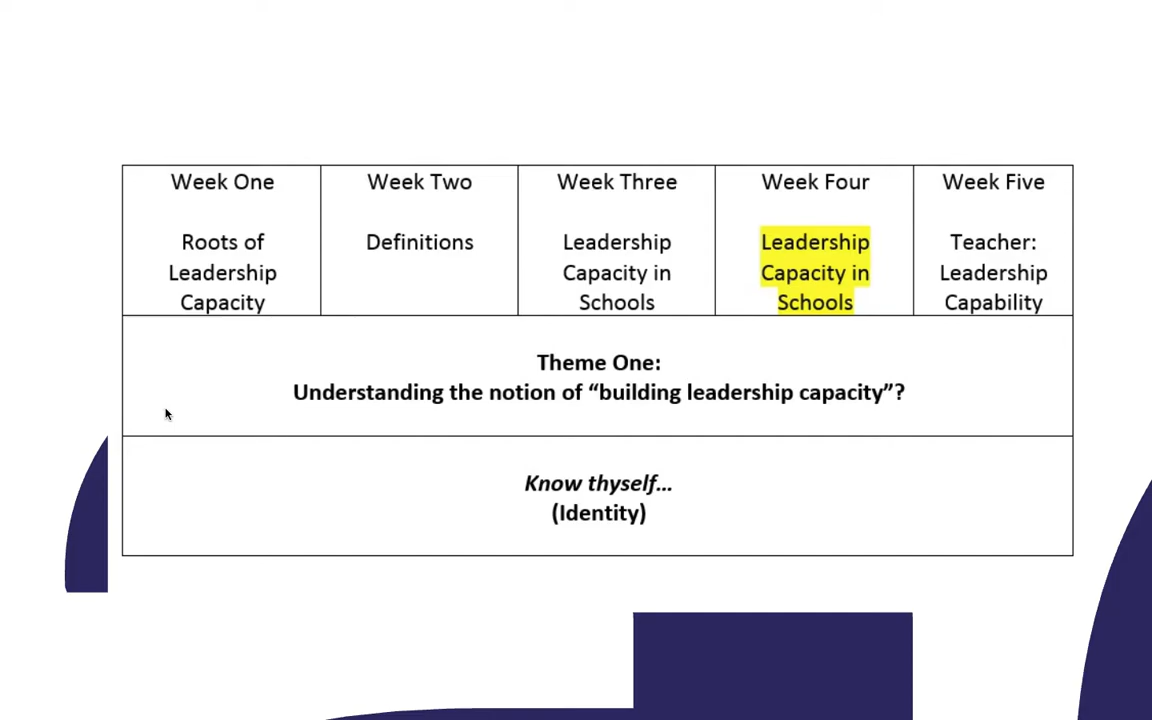 Week One
Roots of
Leadership
Capacity
Week Two
Definitions
Week Three
Leadership
Capacity in
Schools
Week Four
Leadership
Capacity in
Schools
Week Five
Teacher:
Leadership
Capability
Theme One:
Understanding the notion of “building leadership capacity”?
Know thyself…
(Identity)